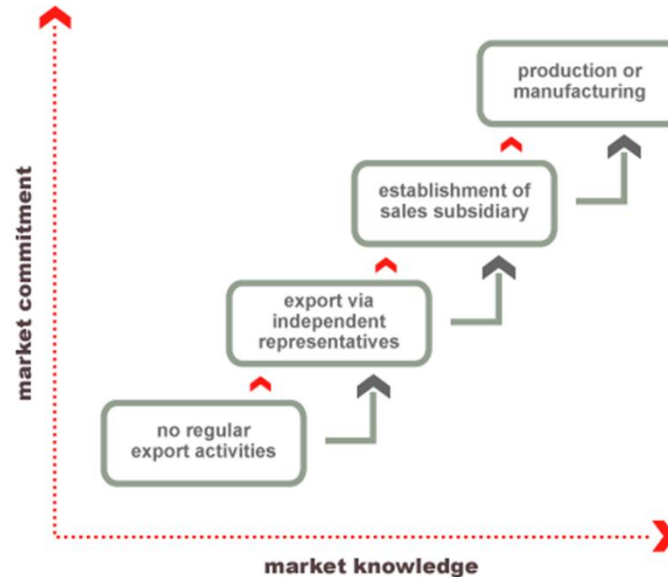 production or
manufacturing
establishment of
sales subsidiary
export via
independent
representatives
no regular
export activities
market commitment
market knowledge